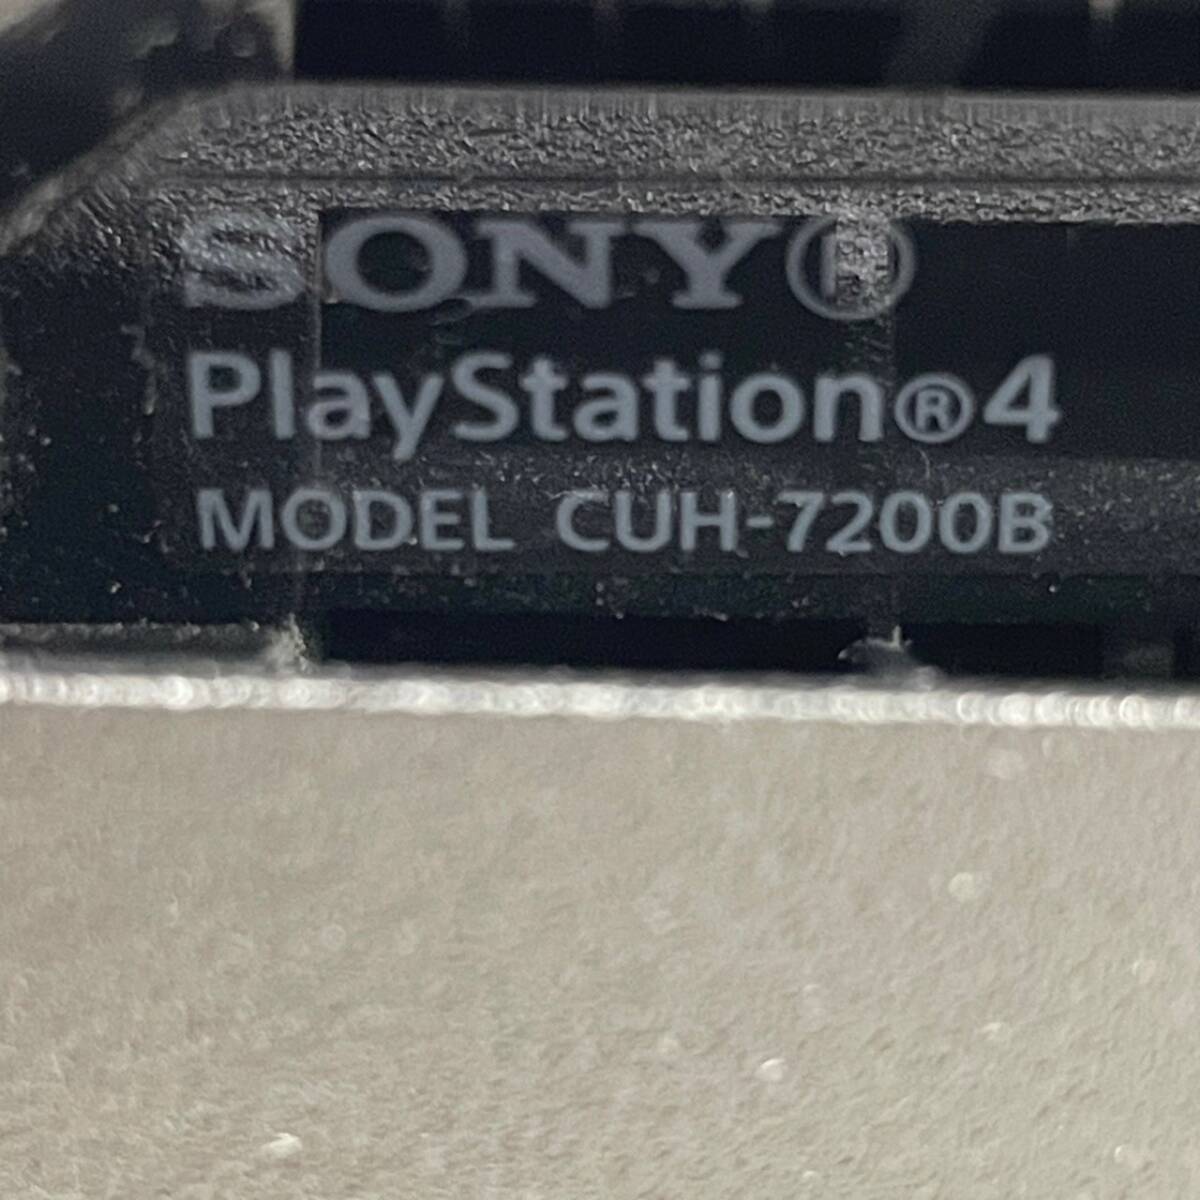 SONY®
PlayStation®4
MODEL CUH-7200B